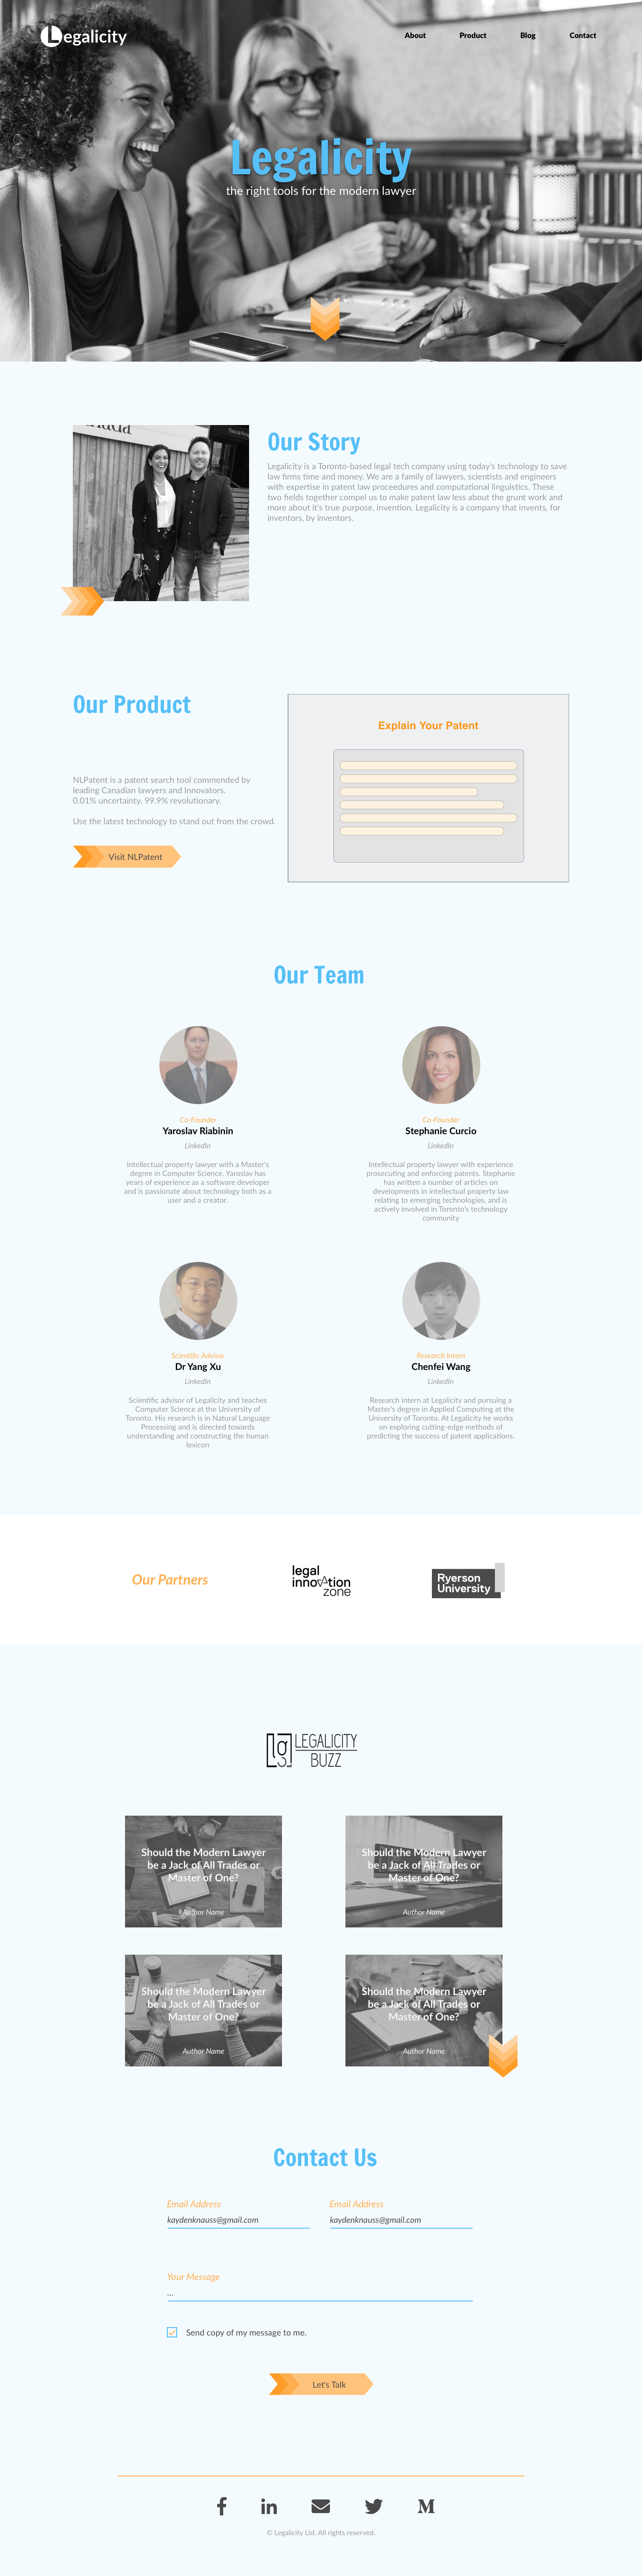 Legalicity
About Product Blog Contact
Legalicity
the right tools for the modern lawyer
Our Story
Legalicity is a Toronto-based legal tech company using today's technology to save
law firms time and money. We are a family of lawyers, scientists and engineers
with expertise in patent law proceedures and computational linguistics. These
two fields together compel us to make patent law less about the grunt work and
more about it's true purpose, invention. Legalicity is a company that invents, for
inventors, by inventors.
Our Product
NLPatent is a patent search tool commended by
leading Canadian lawyers and Innovators.
0.01% uncertainty. 99.9% revolutionary.
Use the latest technology to stand out from the crowd.
Visit NLPatent
Explain Your Patent
Our Team
Co-Founder
Yaroslav Riabinin
LinkedIn
Intellectual property lawyer with a Master's
degree in Computer Science. Yaroslav has
years of experience as a software developer
and is passionate about technology both as a
user and a creator.
Co-Founder
Stephanie Curcio
LinkedIn
Intellectual property lawyer with experience
prosecuting and enforcing patents. Stephanie
has written a number of articles on
developments in intellectual property law
relating to emerging technologies, and is
actively involved in Toronto's technology
community
Scientific Advisor
Dr Yang Xu
LinkedIn
Scientific advisor of Legalicity and teaches
Computer Science at the University of
Toronto. His research is in Natural Language
Processing and is directed towards
understanding and constructing the human
lexicon
Research Intern
Chenfei Wang
LinkedIn
Research intern at Legalicity and pursuing a
Master's degree in Applied Computing at the
University of Toronto. At Legalicity he works
on exploring cutting-edge methods of
predicting the success of patent applications.
Our Partners
legal
innovation
zone
Ryerson
University
lg
LEGALICITY
BUZZ
Should the Modern Lawyer
be a Jack of All Trades or
Master of One?
Author Name
Should the Modern Lawyer
be a Jack of All Trades or
Master of One?
Author Name
Should the Modern Lawyer
be a Jack of All Trades or
Master of One?
Author Name
Should the Modern Lawyer
be a Jack of All Trades or
Master of One?
Author Name
Contact Us
Email Address
kaydenknauss@gmail.com
Email Address
kaydenknauss@gmail.com
Your Message
...
Send copy of my message to me.
Let's Talk
f in M
© Legalicity Ltd. All rights reserved.